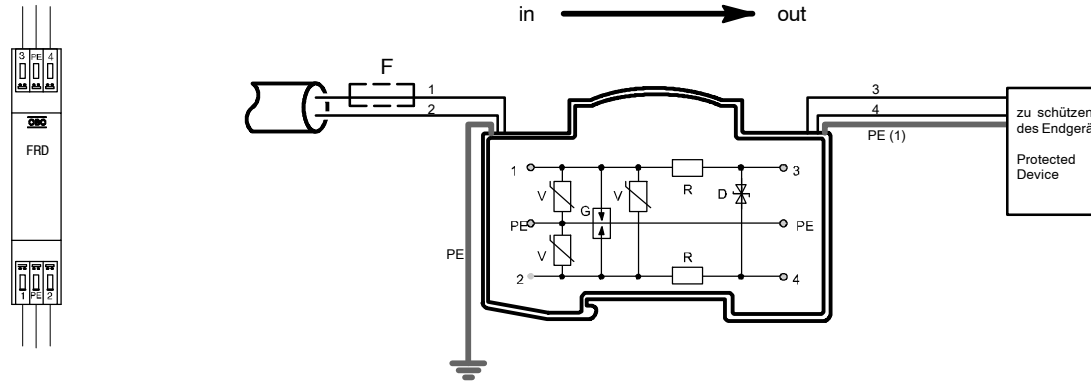 in out
3 PE 4
OBO
FRD
1 PE 2
F
1
2
3
4
PE (1)
zu schützen
des Endgerä
Protected
Device
1 V V R D 3
G
PE PE
V R
2 4
PE